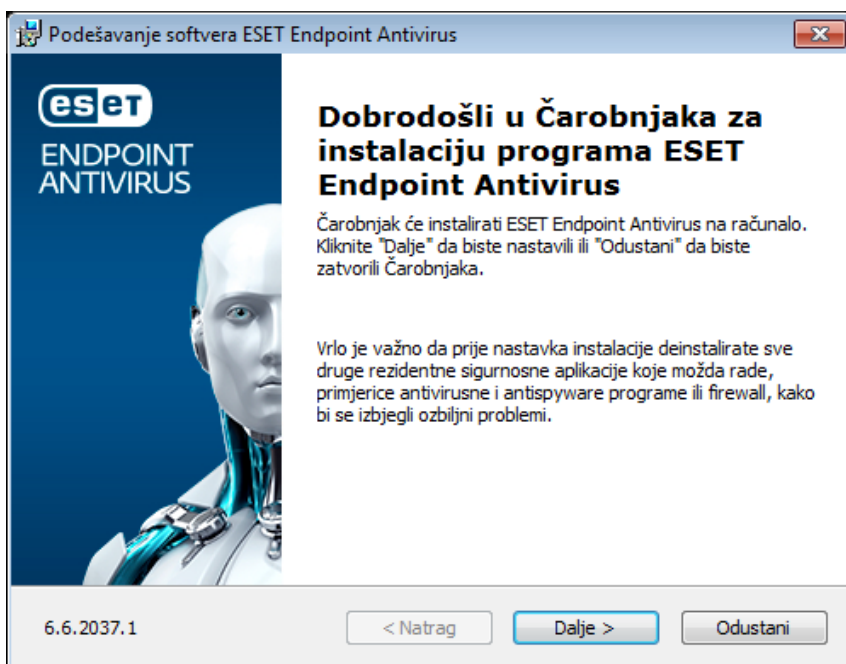 Podešavanje softvera ESET Endpoint Antivirus
eseт
ENDPOINT
ANTIVIRUS
Dobrodošli u Čarobnjaka za
instalaciju programa ESET
Endpoint Antivirus
Čarobnjak će instalirati ESET Endpoint Antivirus na računalo.
Kliknite "Dalje" da biste nastavili ili "Odustani" da biste
zatvorili Čarobnjaka.
Vrlo je važno da prije nastavka instalacije deinstalirate sve
druge rezidentne sigurnosne aplikacije koje možda rade,
primjerice antivirusne i antispyware programe ili firewall, kako
bi se izbjegli ozbiljni problemi.
6.6.2037.1
< Natrag
Dalje >
Odustani